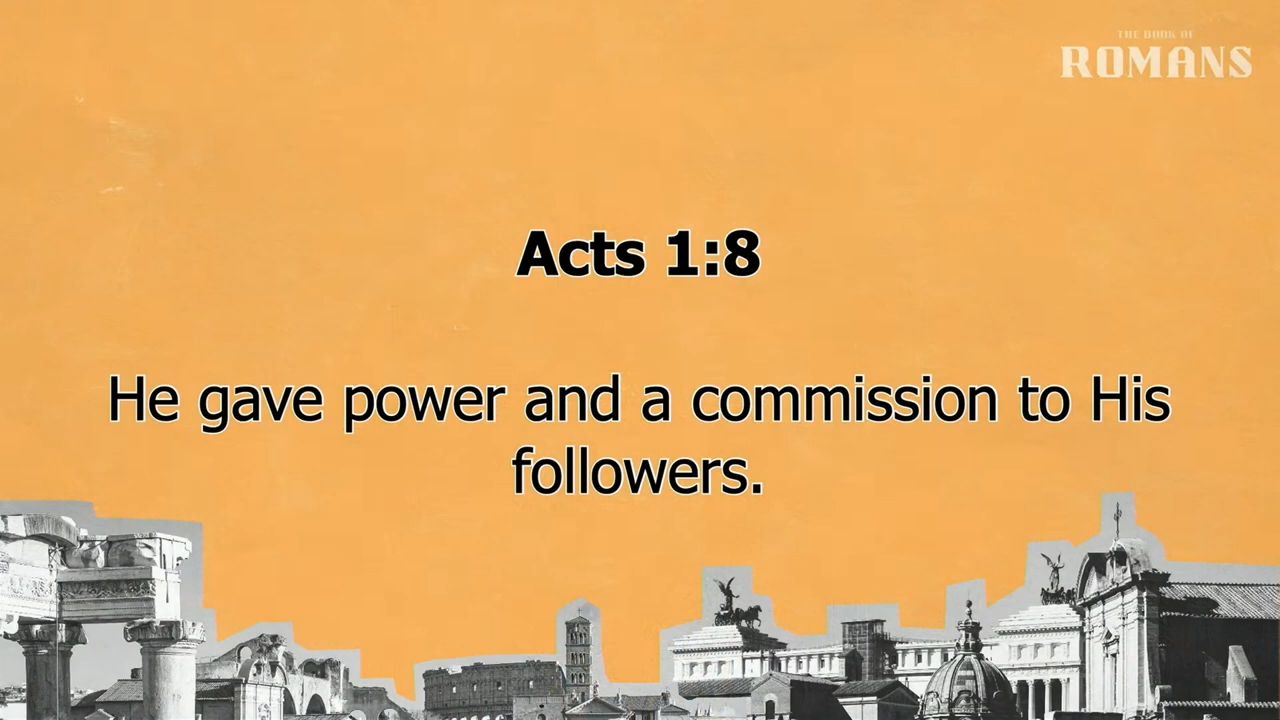 THE BOOK OF
ROMANS
Acts 1:8
He gave power and a commission to His
followers.